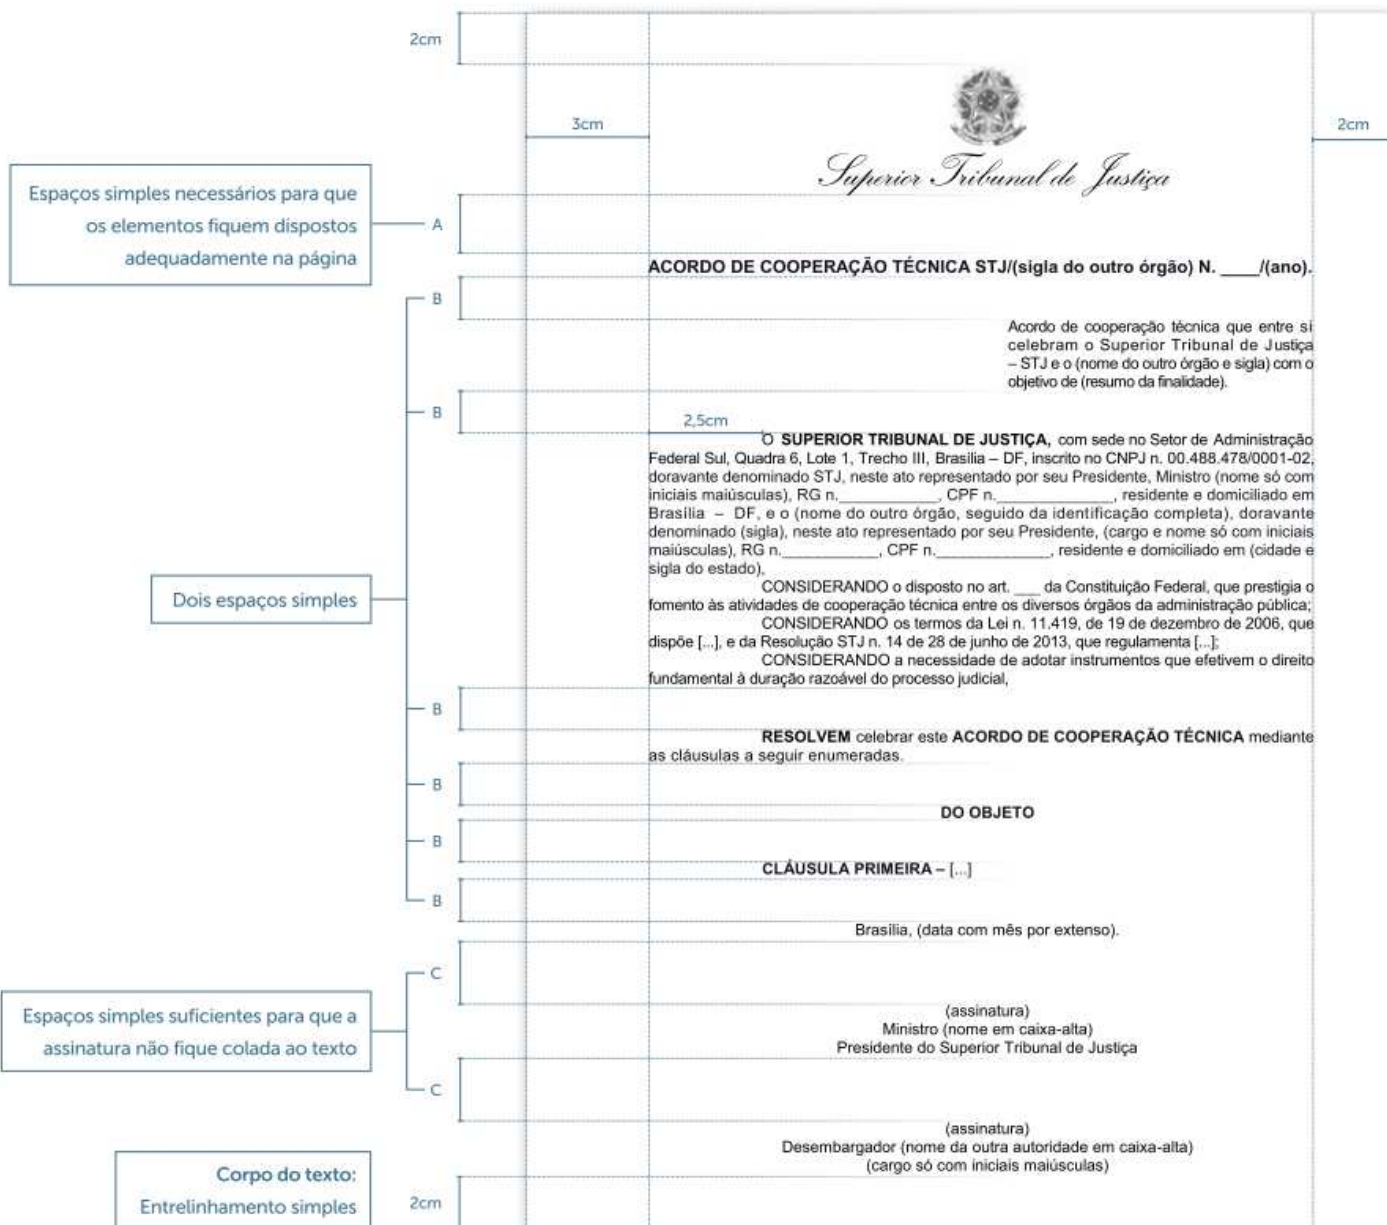 2cm
3cm
2cm
Superior Tribunal de Justiça
Espaços simples necessários para que
os elementos fiquem dispostos
adequadamente na página
A
ACORDO DE COOPERAÇÃO TÉCNICA STJ/(sigla do outro órgão) N. ____/(ano).
B
Acordo de cooperação técnica que entre si
celebram o Superior Tribunal de Justiça
– STJ e o (nome do outro órgão e sigla) com o
objetivo de (resumo da finalidade).
B
2,5cm
O SUPERIOR TRIBUNAL DE JUSTIÇA, com sede no Setor de Administração
Federal Sul, Quadra 6, Lote 1, Trecho III, Brasília – DF, inscrito no CNPJ n. 00.488.478/0001-02,
doravante denominado STJ, neste ato representado por seu Presidente, Ministro (nome só com
iniciais maiúsculas), RG n.____________, CPF n.______________, residente e domiciliado em
Brasília – DF, e o (nome do outro órgão, seguido da identificação completa), doravante
denominado (sigla), neste ato representado por seu Presidente, (cargo e nome só com iniciais
maiúsculas), RG n.____________, CPF n.______________, residente e domiciliado em (cidade e
sigla do estado),
CONSIDERANDO o disposto no art. ___ da Constituição Federal, que prestigia o
fomento às atividades de cooperação técnica entre os diversos órgãos da administração pública;
CONSIDERANDO os termos da Lei n. 11.419, de 19 de dezembro de 2006, que
dispõe [...], e da Resolução STJ n. 14 de 28 de junho de 2013, que regulamenta [...];
CONSIDERANDO a necessidade de adotar instrumentos que efetivem o direito
fundamental à duração razoável do processo judicial,
Dois espaços simples
B
RESOLVEM celebrar este ACORDO DE COOPERAÇÃO TÉCNICA mediante
as cláusulas a seguir enumeradas.
B
DO OBJETO
B
CLÁUSULA PRIMEIRA – [...]
B
Brasília, (data com mês por extenso).
C
Espaços simples suficientes para que a
assinatura não fique colada ao texto
(assinatura)
Ministro (nome em caixa-alta)
Presidente do Superior Tribunal de Justiça
C
(assinatura)
Desembargador (nome da outra autoridade em caixa-alta)
(cargo só com iniciais maiúsculas)
Corpo do texto:
Entrelinhamento simples
2cm